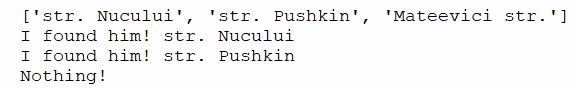 ['str. Nucului', 'str. Pushkin', 'Mateevici str.']
I found him! str. Nucului
I found him! str. Pushkin
Nothing!